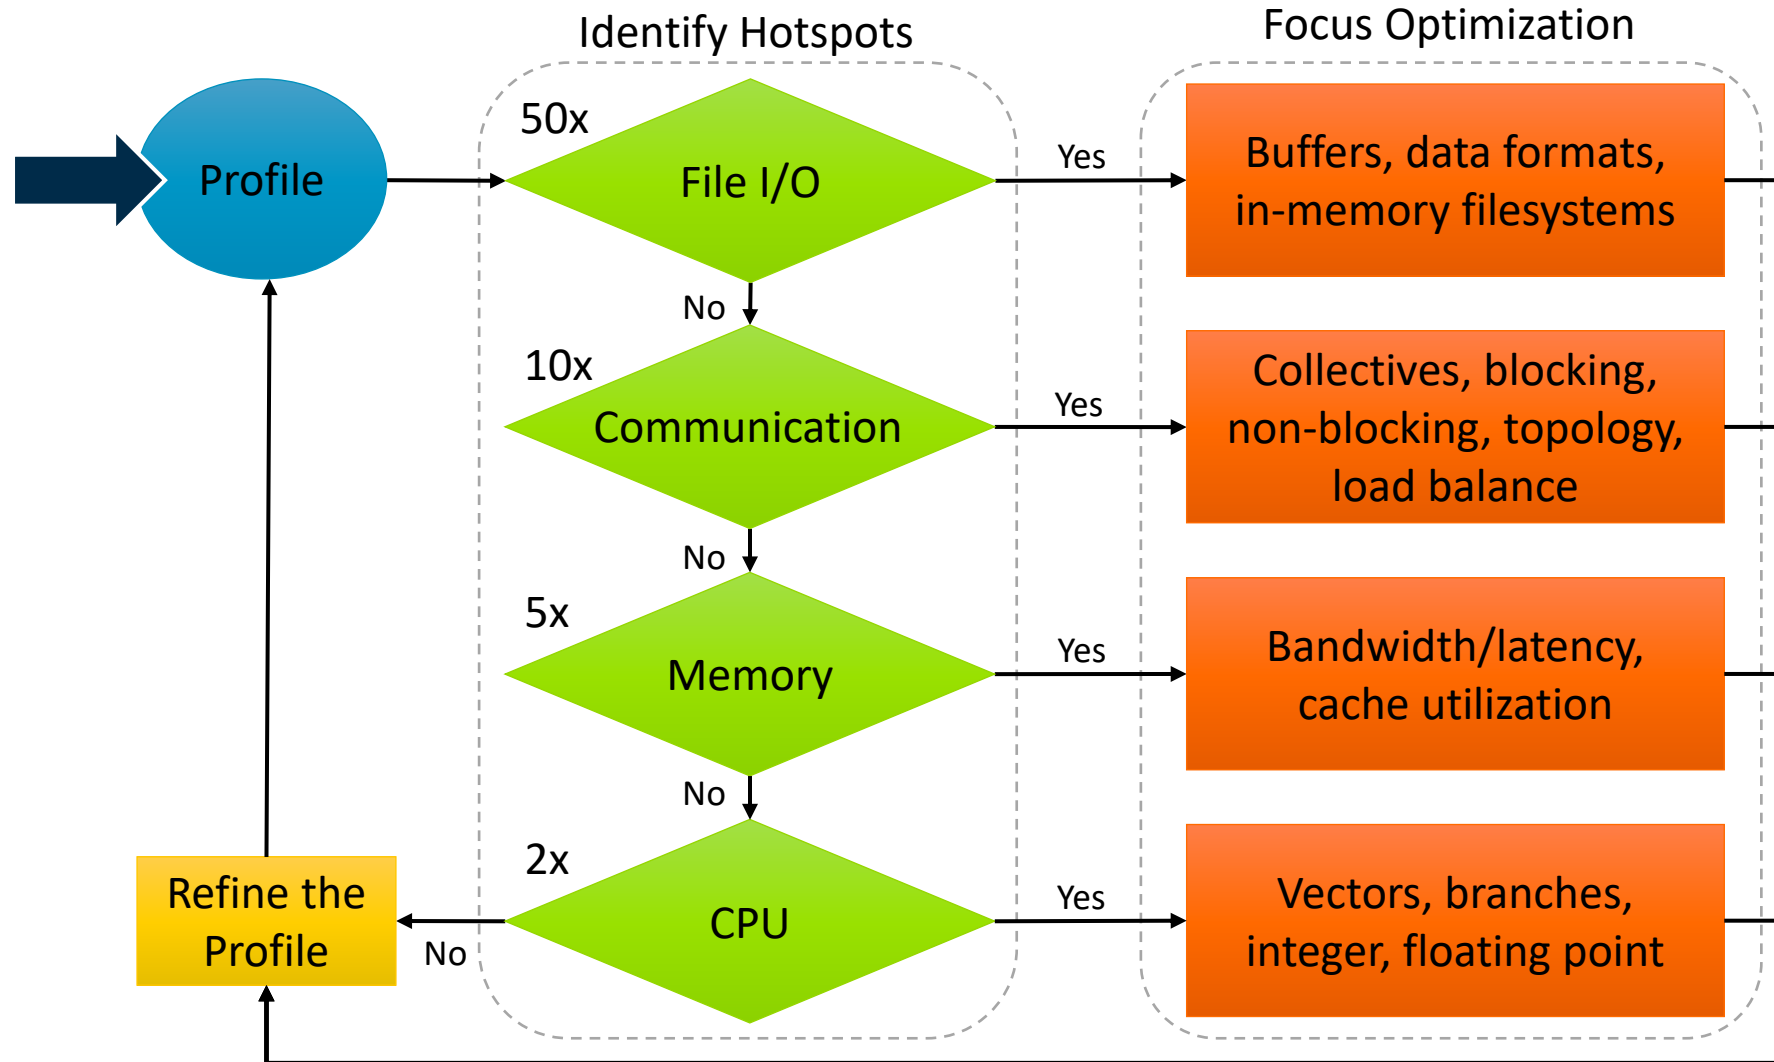 Identify Hotspots
Focus Optimization
Profile
50x
File I/O
Yes
Buffers, data formats,
in-memory filesystems
No
10x
Communication
Yes
Collectives, blocking,
non-blocking, topology,
load balance
No
5x
Memory
Yes
Bandwidth/latency,
cache utilization
No
2x
CPU
Yes
Vectors, branches,
integer, floating point
No
Refine the
Profile